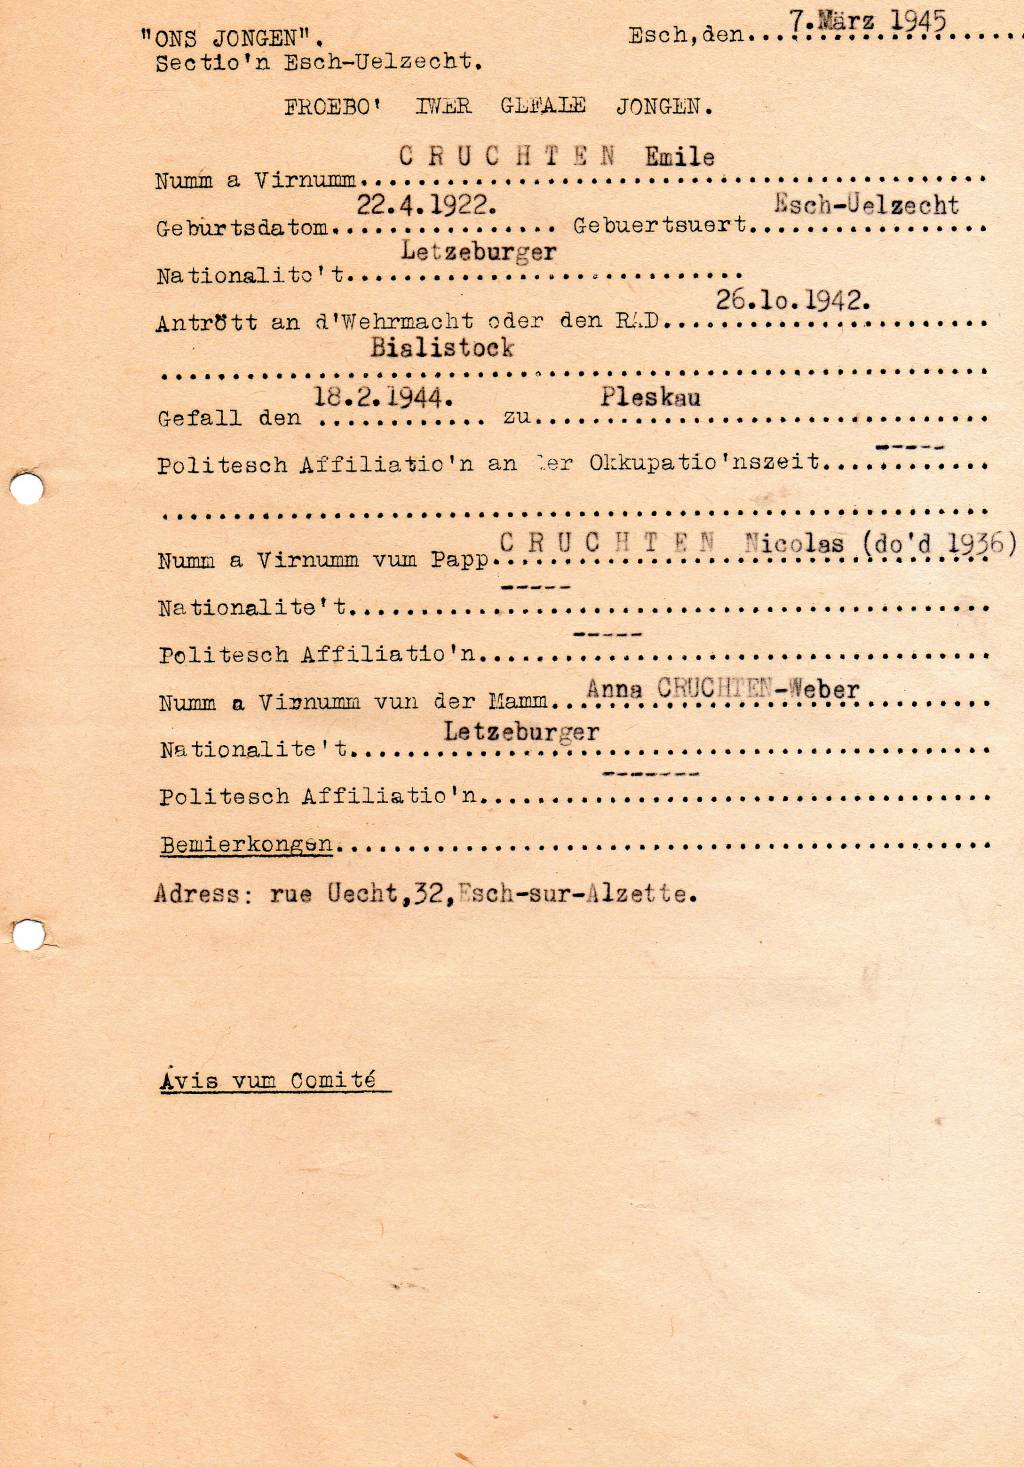 "ONS JONGEN". Esch,den...7.März 1945
Sectio'n Esch-Uelzecht.
FROEBO' IWER GEFALE JONGEN.
Numm a Virnumm...C R U C H T E N Emile
Geburtsdatom...22.4.1922. Gebuertsuert...Esch-Uelzecht
Nationalite't...Letzeburger
Antrött an d'Wehrmacht oder den RAD...26.lo.1942.
Bialistock
Gefall den ...18.2.1944. zu...Pleskau
Politesch Affiliatio'n an der Okkupatio'nszeit...-----
Numm a Virnumm vum Papp...C R U C H T E N Nicolas (do'd 1936)
Nationalite't...-----
Politesch Affiliatio'n...-----
Numm a Virnumm vun der Mamm...Anna CRUCHTEN-Weber
Nationalite't...Letzeburger
Politesch Affiliatio'n...-------
Bemierkongen...
Adress: rue Uecht,32,Esch-sur-Alzette.
Avis vum Comité